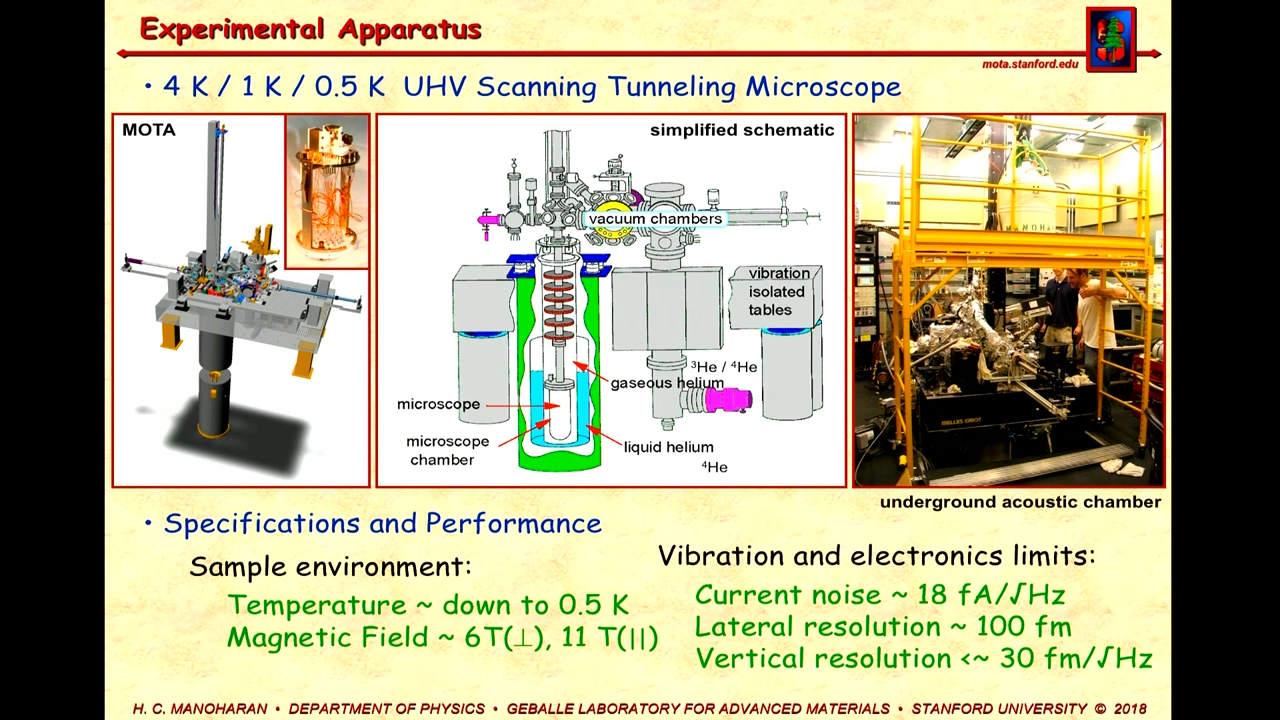 Experimental Apparatus
mota.stanford.edu
• 4 K / 1 K / 0.5 K UHV Scanning Tunneling Microscope
MOTA
simplified schematic
vacuum chambers
vibration
isolated
tables
³He / ⁴He
gaseous helium
microscope
microscope
chamber
liquid helium
⁴He
MELLES GRIOT
underground acoustic chamber
• Specifications and Performance
Sample environment:
Temperature ~ down to 0.5 K
Magnetic Field ~ 6T(⊥), 11 T(||)
Vibration and electronics limits:
Current noise ~ 18 fA/√Hz
Lateral resolution ~ 100 fm
Vertical resolution <~ 30 fm/√Hz
H. C. MANOHARAN • DEPARTMENT OF PHYSICS • GEBALLE LABORATORY FOR ADVANCED MATERIALS • STANFORD UNIVERSITY © 2018